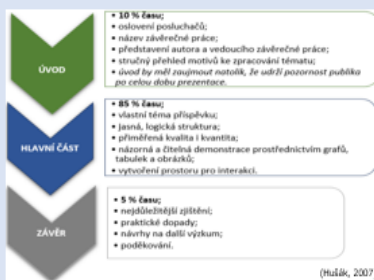 ÚVOD
10 % času;
• oslovení posluchačů;
• název závěrečné práce;
• představení autora a vedoucího závěrečné práce;
• stručný přehled motivů ke zpracování tématu;
• úvod by měl zaujmout natolik, že udrží pozornost publika
po celou dobu prezentace.
HLAVNÍ ČÁST
• 85 % času;
• vlastní téma příspěvku;
• jasná, logická struktura;
• přiměřená kvalita i kvantita;
• názorná a čitelná demonstrace prostřednictvím grafů,
tabulek a obrázků;
• vytvoření prostoru pro interakci.
ZÁVĚR
• 5 % času;
• nejdůležitější zjištění;
• praktické dopady;
• návrhy na další výzkum;
• poděkování.
(Hušák, 2007